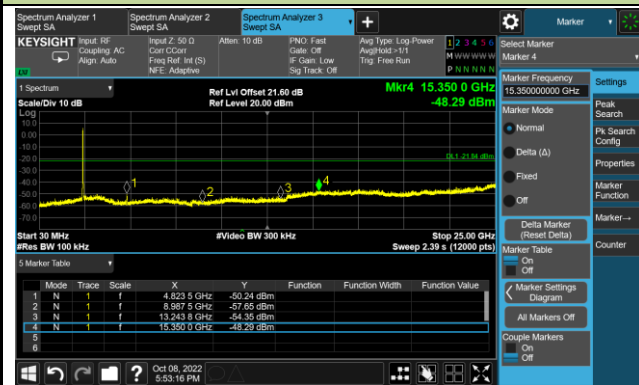 Spectrum Analyzer 1
Swept SA
Spectrum Analyzer 2
Swept SA
Spectrum Analyzer 3
Swept SA
Marker
KEYSIGHT
Input: RF
Coupling: AC
Align: Auto
Input Z: 50 Ω
Corr CCorr
Freq Ref: Int (S)
NFE: Adaptive
Atten: 10 dB
PNO: Fast
Gate: Off
IF Gain: Low
Sig Track: Off
Avg Type: Log-Power
Avg|Hold:>1/1
Trig: Free Run
1 2 3 4 5 6
M W W W W W
P N N N N N
Select Marker
Marker 4
1 Spectrum
Scale/Div 10 dB
Ref Lvl Offset 21.60 dB
Ref Level 20.00 dBm
Mkr4 15.350 0 GHz
-48.29 dBm
Log
10.0
0.00
-10.0
-20.0
-30.0
-40.0
-50.0
-60.0
-70.0
DL1 -21.84 dBm
1
2
3
4
Start 30 MHz
#Res BW 100 kHz
#Video BW 300 kHz
Stop 25.00 GHz
Sweep 2.39 s (12000 pts)
5 Marker Table
Mode Trace Scale X Y Function Function Width Function Value
1 N 1 f 4.823 5 GHz -50.24 dBm
2 N 1 f 8.987 5 GHz -57.65 dBm
3 N 1 f 13.243 8 GHz -54.35 dBm
4 N 1 f 15.350 0 GHz -48.29 dBm
5
6
Oct 08, 2022
5:53:16 PM
Marker Frequency
15.350000000 GHz
Marker Mode
Normal
Delta (Δ)
Fixed
Off
Delta Marker
(Reset Delta)
Marker Table
On
Off
Marker Settings
Diagram
All Markers Off
Couple Markers
On
Off
Settings
Peak
Search
Pk Search
Config
Properties
Marker
Function
Marker→
Counter